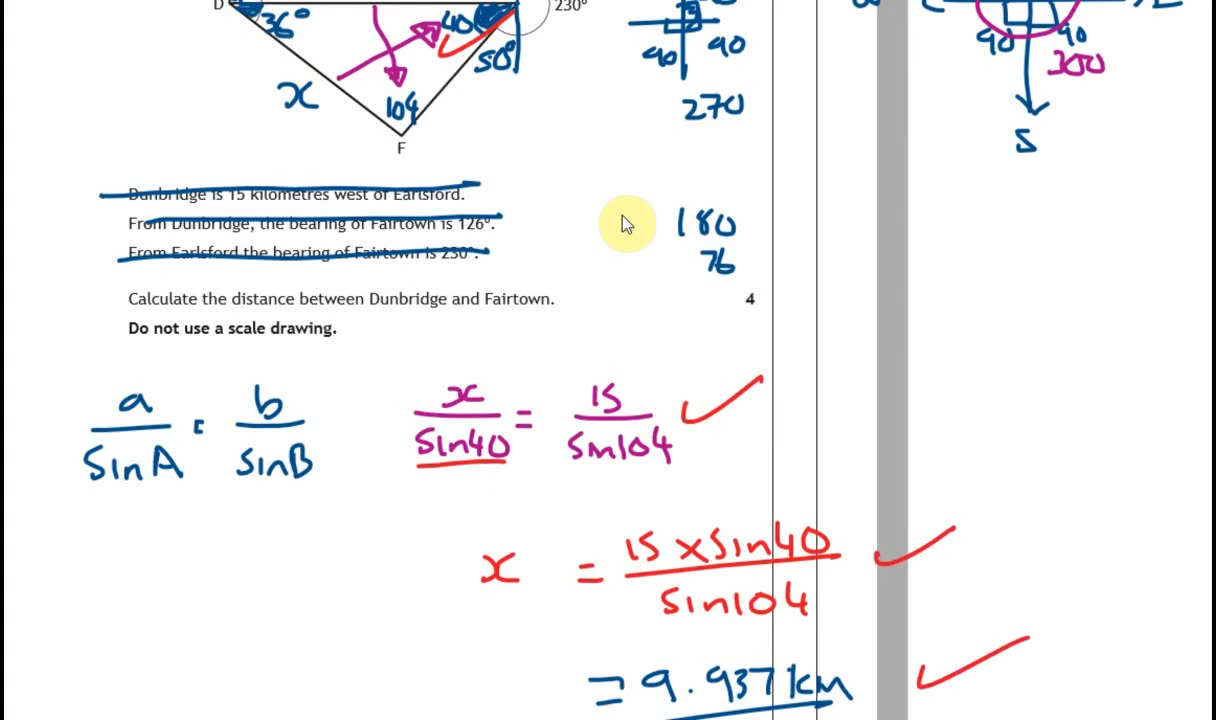 D
230°
36°
40
50°
x
104
F
90 90
270
90 90
300
S
Dunbridge is 15 kilometres west of Earlsford.
From Dunbridge, the bearing of Fairtown is 126°.
From Earlsford the bearing of Fairtown is 230°.
180
76
Calculate the distance between Dunbridge and Fairtown.
4
Do not use a scale drawing.
a/SinA = b/SinB
x/Sin40 = 15/Sin104
x = 15 x Sin40/Sin104
= 9.937 km